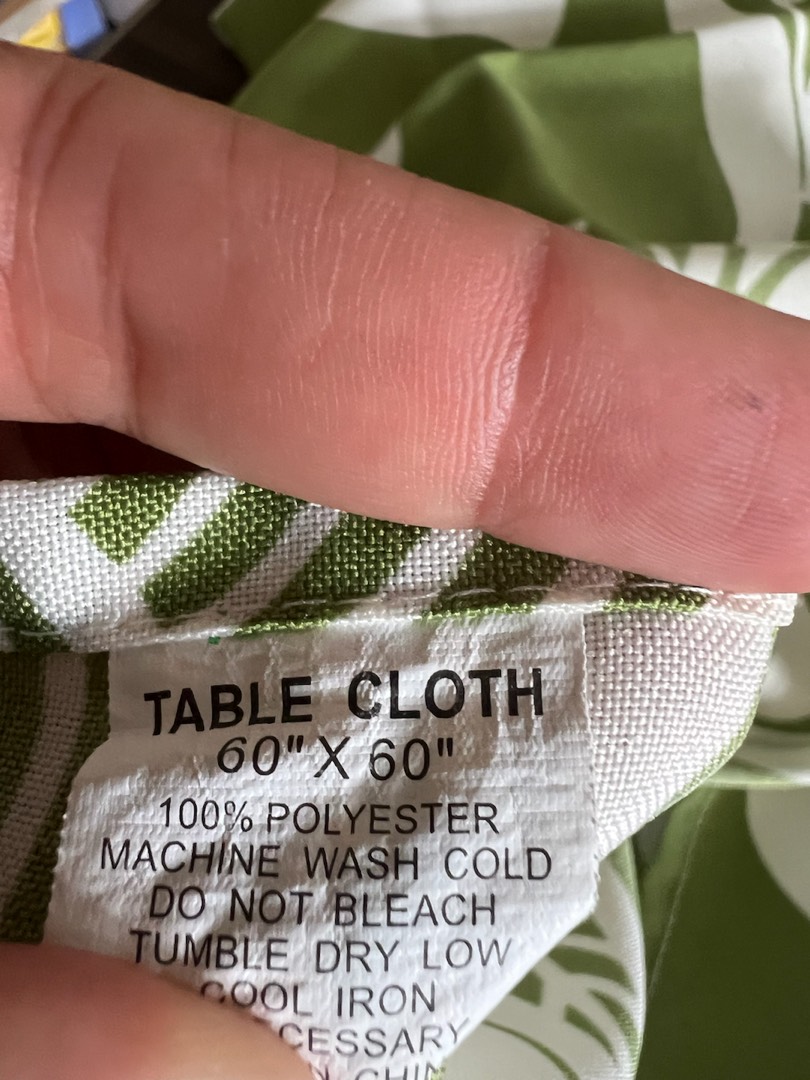 TABLE CLOTH
60" X 60"
100% POLYESTER
MACHINE WASH COLD
DO NOT BLEACH
TUMBLE DRY LOW
COOL IRON